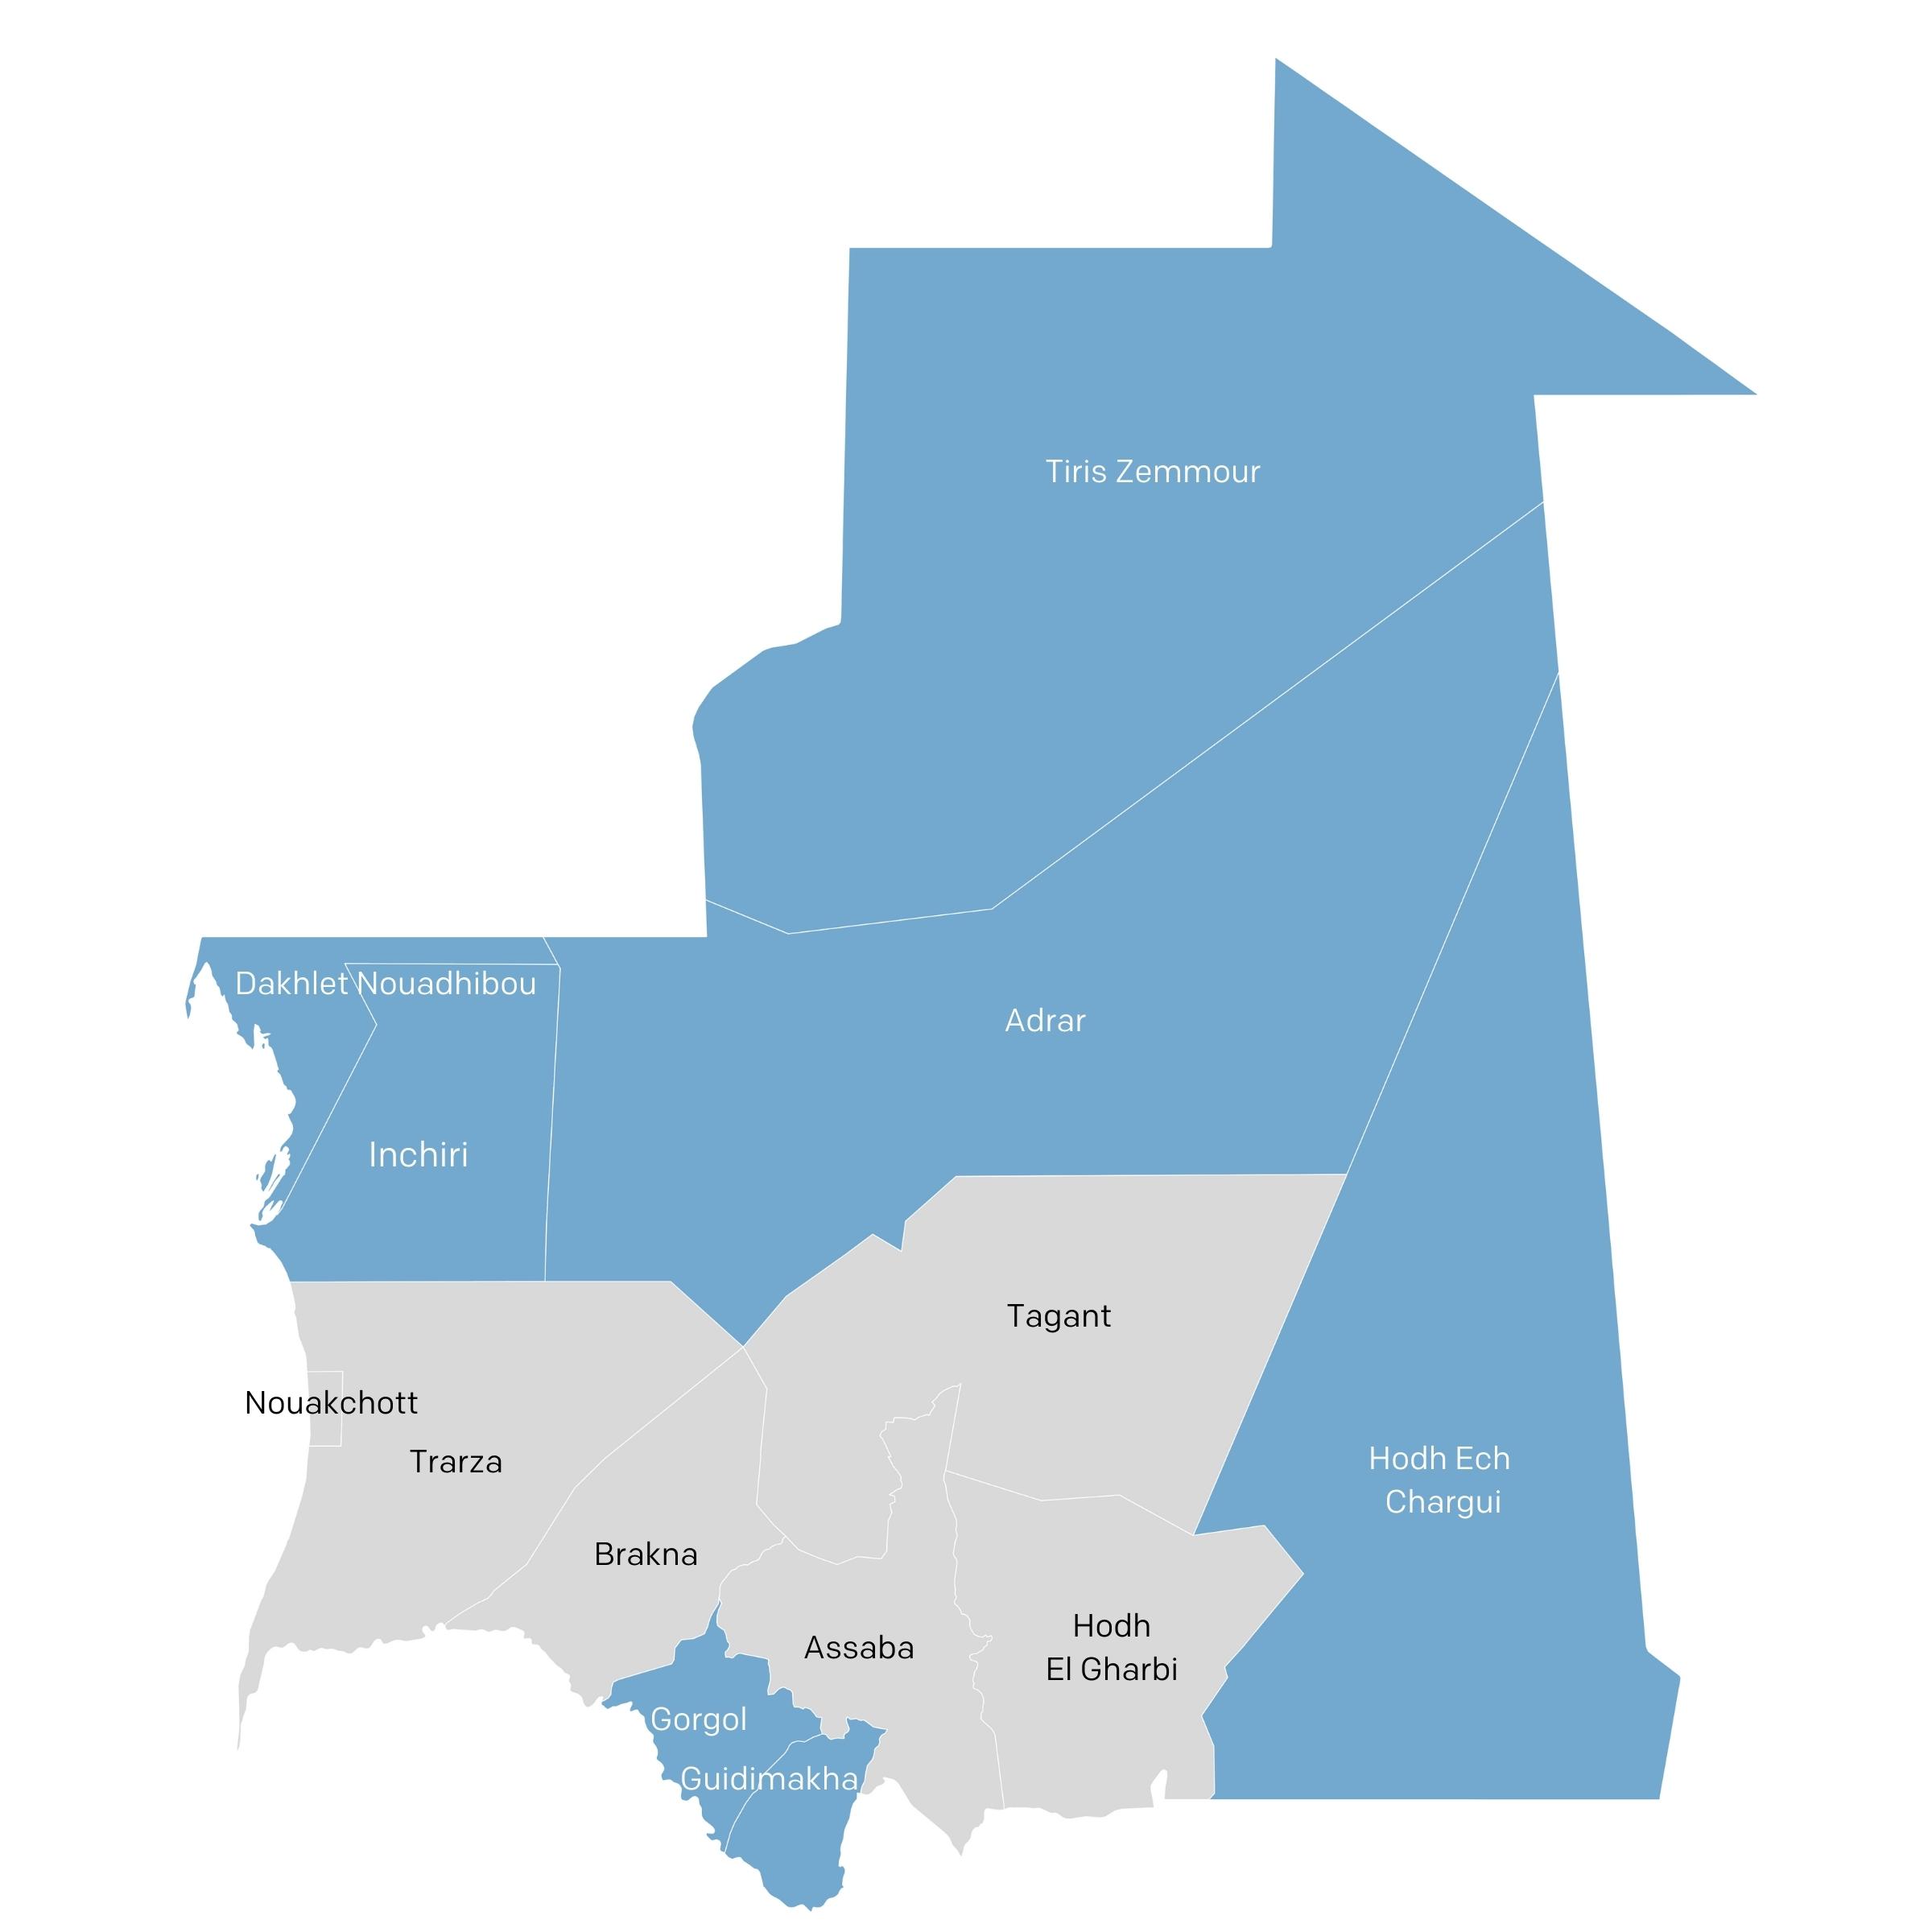 Tiris Zemmour
Dakhlet Nouadhibou
Adrar
Inchiri
Tagant
Nouakchott
Trarza
Hodh Ech
Chargui
Brakna
Assaba
Hodh
El Gharbi
Gorgol
Guidimakha